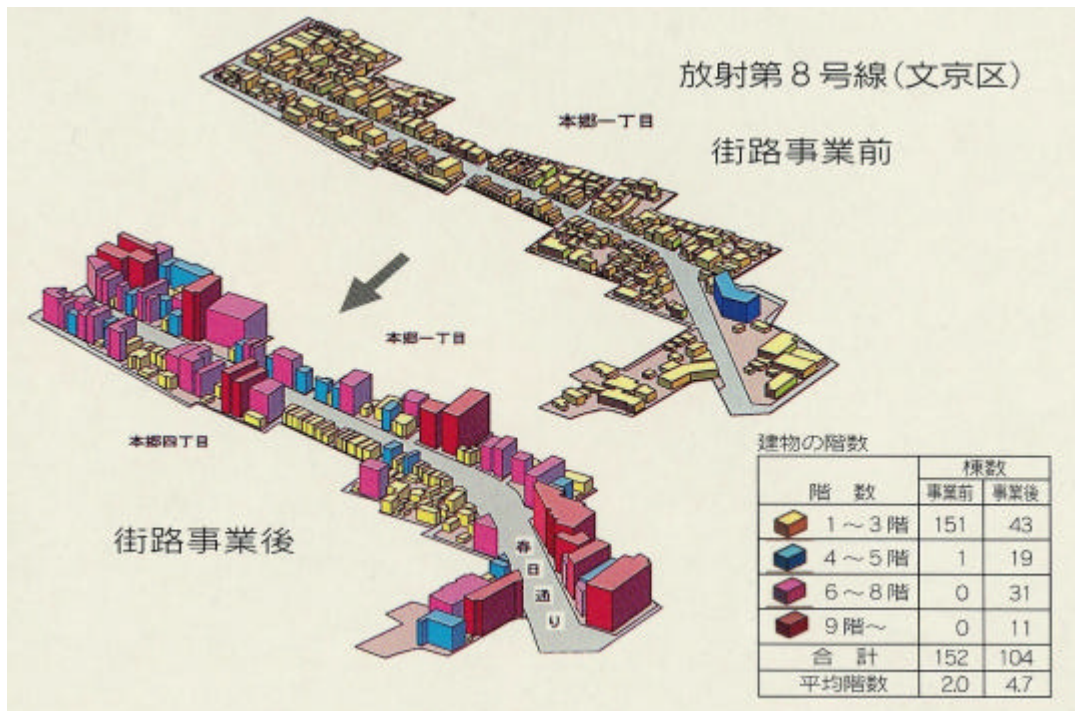 放射第8号線(文京区)
本郷一丁目
街路事業前
本郷一丁目
本郷四丁目
街路事業後
春日通り
建物の階数
階 数 棟数
事業前 事業後
1~3階 151 43
4~5階 1 19
6~8階 0 31
9階~ 0 11
合 計 152 104
平均階数 2.0 4.7